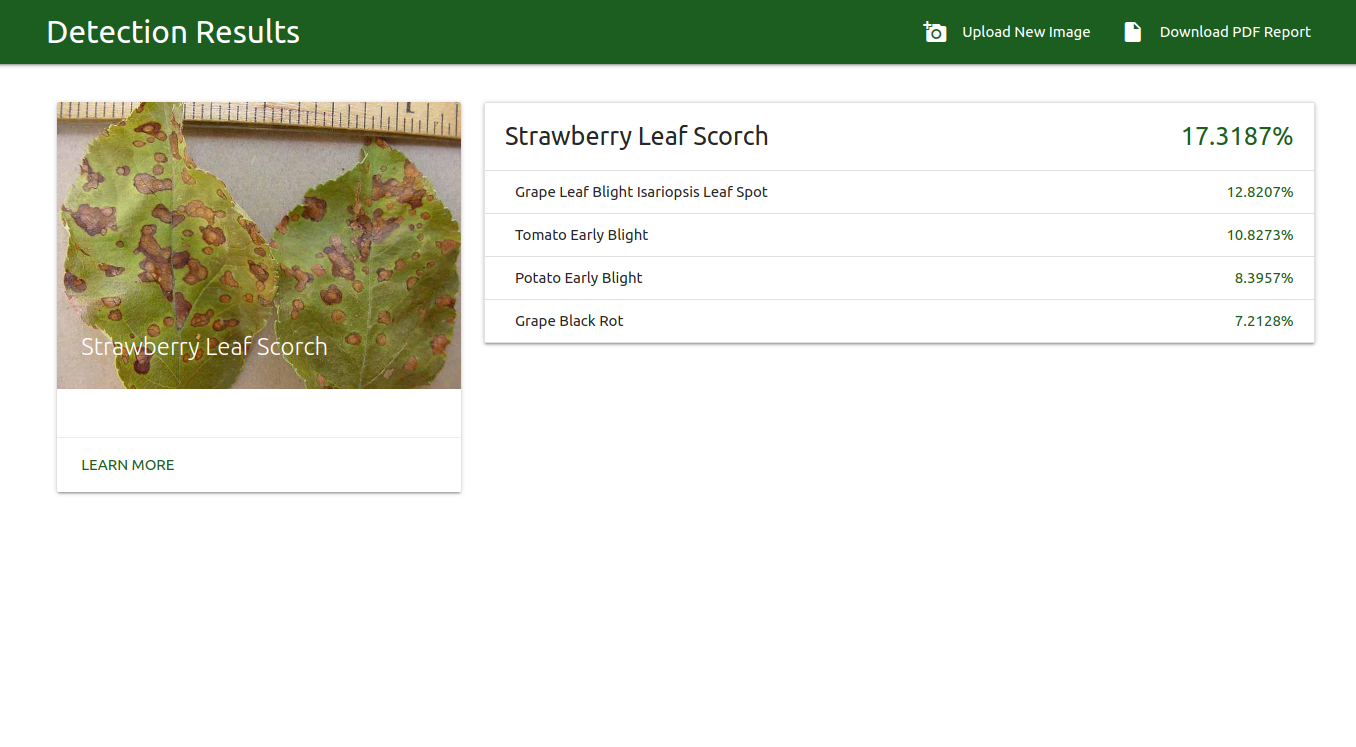 Detection Results
Upload New Image
Download PDF Report
Strawberry Leaf Scorch
LEARN MORE
Strawberry Leaf Scorch 17.3187%
Grape Leaf Blight Isariopsis Leaf Spot 12.8207%
Tomato Early Blight 10.8273%
Potato Early Blight 8.3957%
Grape Black Rot 7.2128%